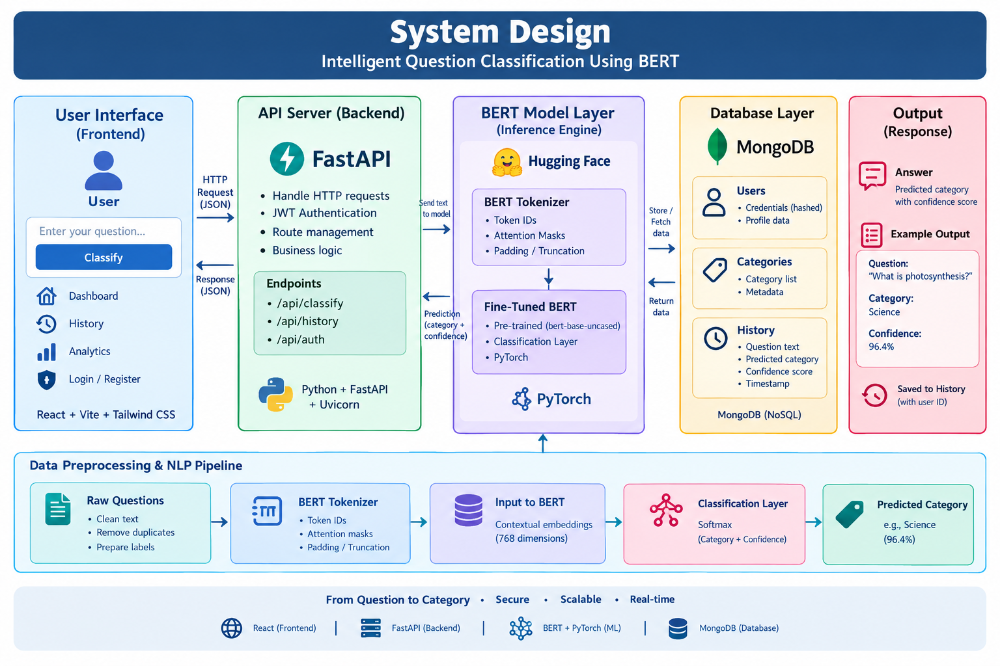 System Design
Intelligent Question Classification Using BERT
User Interface
(Frontend)
User
Enter your question...
Classify
Dashboard
History
Analytics
Login / Register
React + Vite + Tailwind CSS
HTTP
Request
(JSON)
Response
(JSON)
API Server (Backend)
FastAPI
• Handle HTTP requests
• JWT Authentication
• Route management
• Business logic
Endpoints
• /api/classify
• /api/history
• /api/auth
Python + FastAPI
+ Uvicorn
Send text
to model
Prediction
(category +
confidence)
BERT Model Layer
(Inference Engine)
Hugging Face
BERT Tokenizer
• Token IDs
• Attention Masks
• Padding / Truncation
Fine-Tuned BERT
• Pre-trained (bert-base-uncased)
• Classification Layer
• PyTorch
PyTorch
Store /
Fetch
data
Return
data
Database Layer
MongoDB
Users
• Credentials (hashed)
• Profile data
Categories
• Category list
• Metadata
History
• Question text
• Predicted category
• Confidence score
• Timestamp
MongoDB (NoSQL)
Output
(Response)
Answer
Predicted category
with confidence score
Example Output
Question:
“What is photosynthesis?”
Category:
Science
Confidence:
96.4%
Saved to History
(with user ID)
Data Preprocessing & NLP Pipeline
Raw Questions
• Clean text
• Remove duplicates
• Prepare labels
BERT Tokenizer
• Token IDs
• Attention masks
• Padding / Truncation
Input to BERT
Contextual embeddings
(768 dimensions)
Classification Layer
Softmax
(Category + Confidence)
Predicted Category
e.g., Science
(96.4%)
From Question to Category • Secure • Scalable • Real-time
React (Frontend) | FastAPI (Backend) | BERT + PyTorch (ML) | MongoDB (Database)